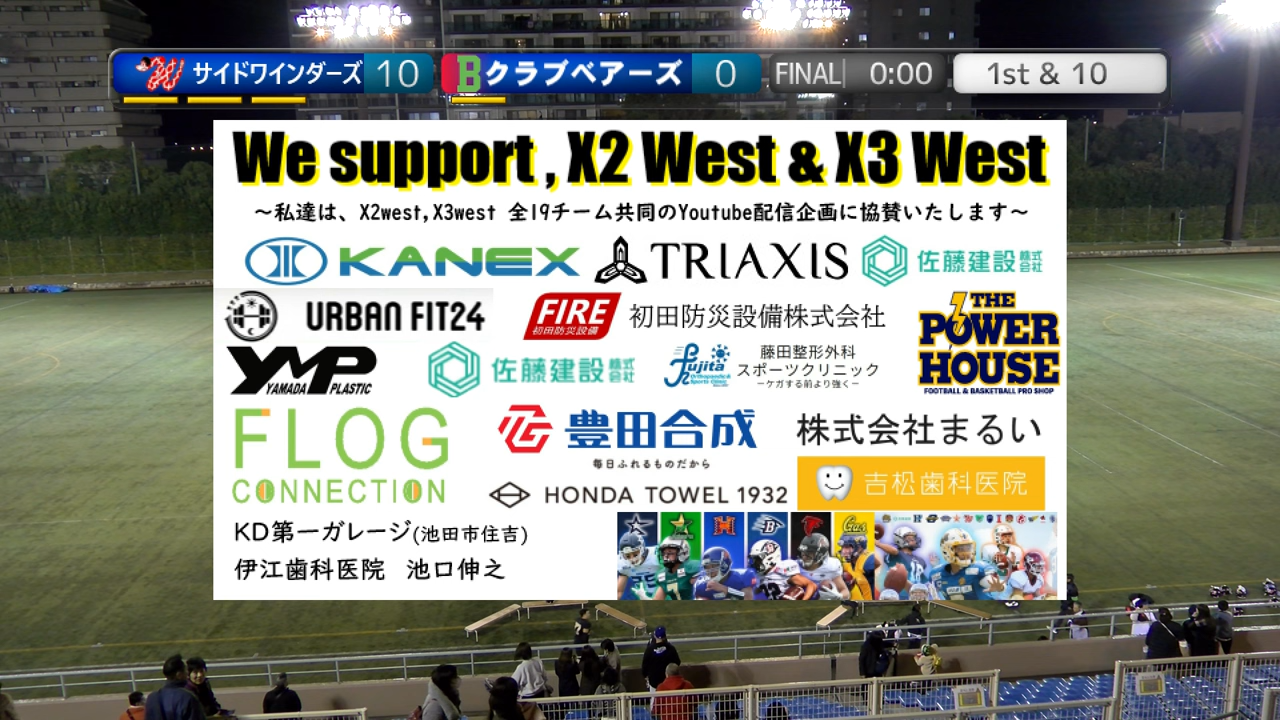 サイドワインダーズ 10 B クラブベアーズ 0 FINAL 0:00 1st & 10
We support , X2 West & X3 West
～私達は、X2west,X3west 全19チーム共同のYoutube配信企画に協賛いたします～
KANEX TRIAXIS 佐藤建設株式会社
URBAN FIT24 FIRE 初田防災設備 初田防災設備株式会社
THE POWER HOUSE
FOOTBALL & BASKETBALL PRO SHOP
YMP YAMADA PLASTIC 佐藤建設株式会社
Fujita Orthopaedic & Sports Clinic
藤田整形外科
スポーツクリニック
－ケガする前より強く－
FLOG
CONNECTION
TG 豊田合成
毎日ふれるものだから
株式会社まるい
HONDA TOWEL 1932
吉松歯科医院
KD第一ガレージ(池田市住吉)
伊江歯科医院 池口伸之